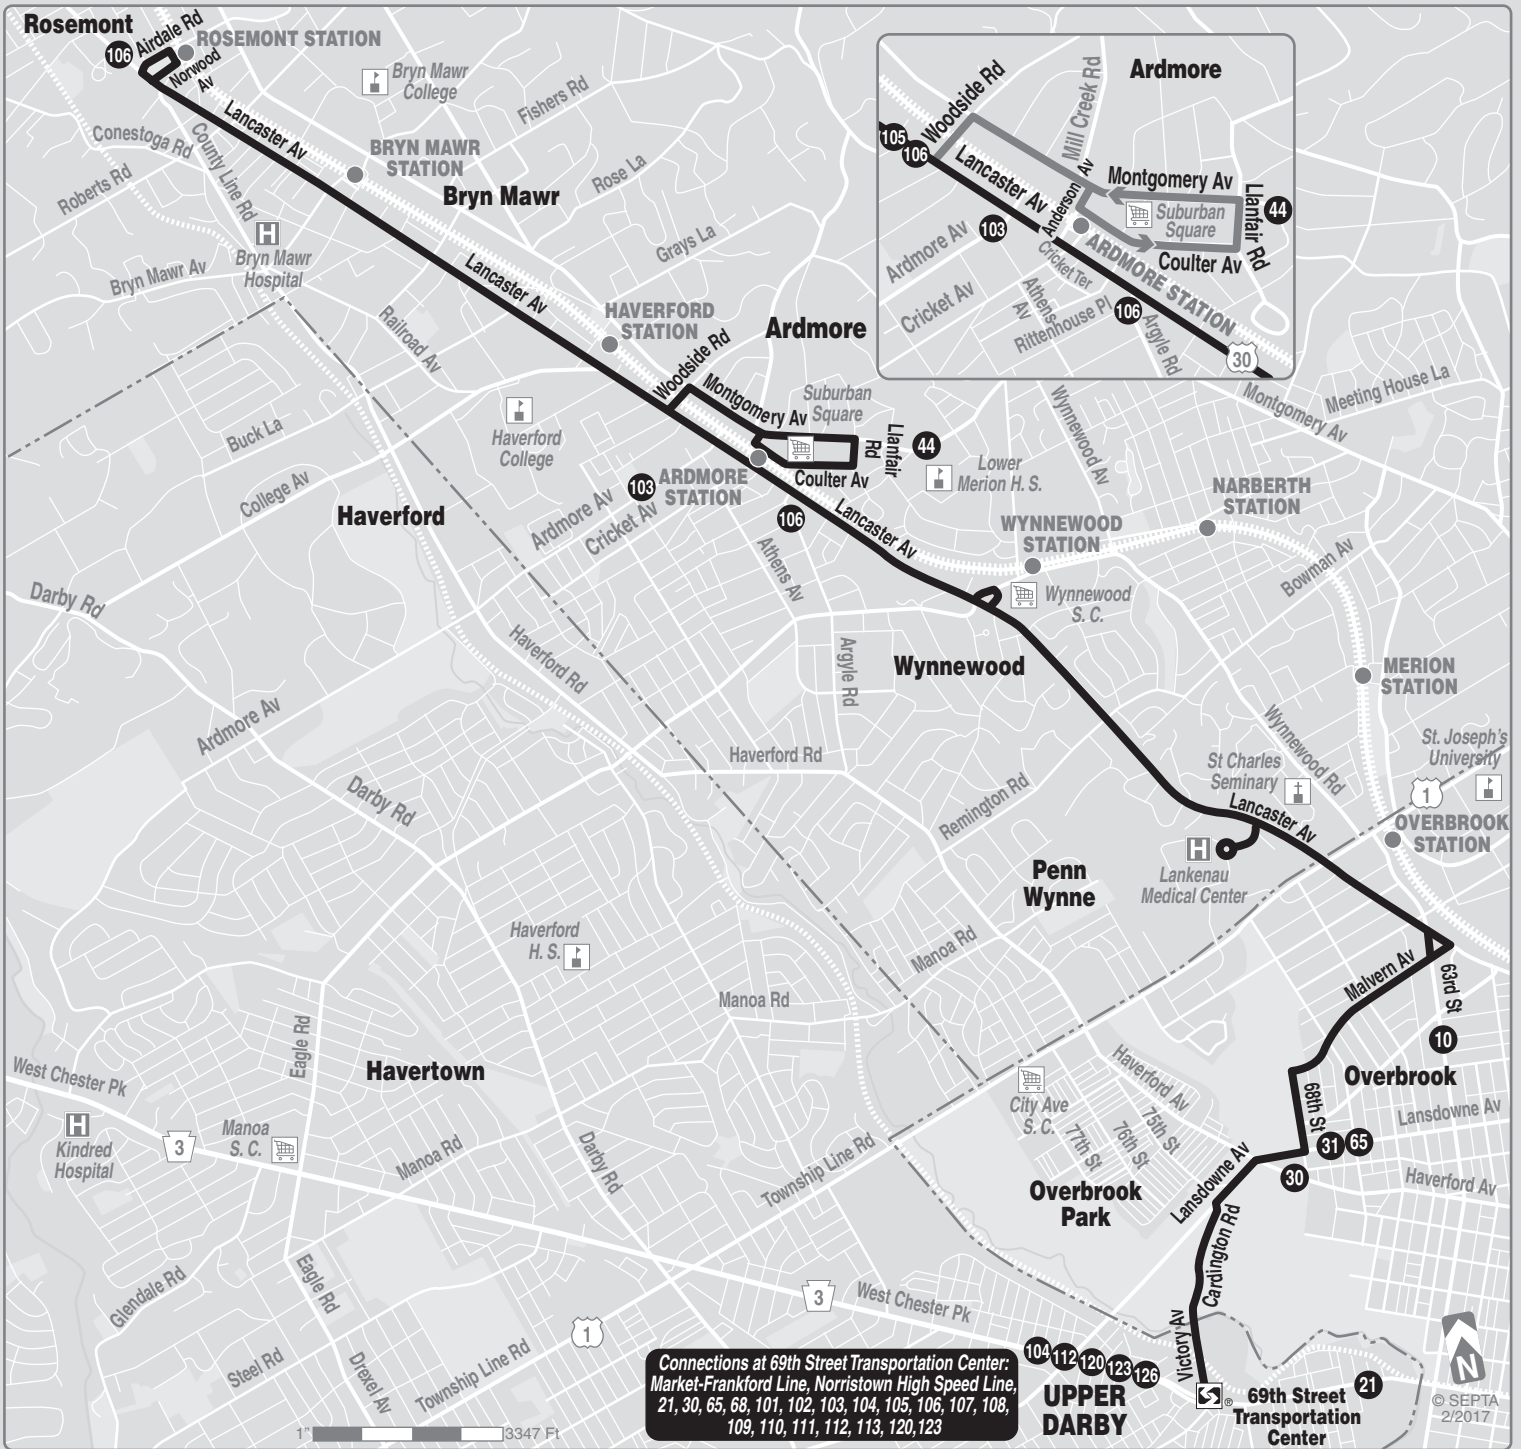 Rosemont
Airdale Rd
106
ROSEMONT STATION
Norwood
Av
Bryn Mawr
College
Fishers Rd
Lancaster Av
Conestoga Rd
County Line Rd
Roberts Rd
BRYN MAWR
STATION
Bryn Mawr
Rose La
H
Bryn Mawr
Hospital
Bryn Mawr Av
Grays La
Lancaster Av
Railroad Av
HAVERFORD
STATION
Ardmore
Woodside Rd
Montgomery Av
Suburban
Square
Llanfair
Rd
44
Coulter Av
Haverford
College
Buck La
College Av
Haverford
103
ARDMORE
STATION
Ardmore Av
Cricket Av
106
Lancaster Av
Athens Av
Lower
Merion H. S.
Ardmore
Woodside Rd
Mill Creek Rd
105
106
Lancaster Av
Anderson Av
Montgomery Av
Suburban
Square
Llanfair Rd
44
Coulter Av
ARDMORE STATION
103
Ardmore Av
Cricket Av
Cricket Ter
Athens
Av
Rittenhouse Pl
106
Argyle Rd
30
Wynnewood Av
Montgomery Av
Meeting House La
NARBERTH
STATION
WYNNEWOOD
STATION
Bowman Av
Wynnewood
S. C.
Darby Rd
Haverford Rd
Argyle Rd
Wynnewood
MERION
STATION
Ardmore Av
Haverford Rd
Wynnewood Rd
St. Joseph's
University
St Charles
Seminary
1
Darby Rd
Remington Rd
Lancaster Av
OVERBROOK
STATION
H
Lankenau
Medical Center
Penn
Wynne
Haverford
H. S.
Manoa Rd
Malvern Av
63rd St
Manoa Rd
10
Eagle Rd
Havertown
West Chester Pk
Haverford Av
Overbrook
City Ave
S. C.
68th St
Lansdowne Av
H
Kindred
Hospital
3
Manoa
S. C.
75th St
76th St
77th St
31
65
Manoa Rd
Darby Rd
Township Line Rd
Lansdowne Av
30
Haverford Av
Overbrook
Park
Cardington Rd
Glendale Rd
Eagle Rd
3
West Chester Pk
1
Victory Av
Steel Rd
Drexel Av
Township Line Rd
Connections at 69th Street Transportation Center:
Market-Frankford Line, Norristown High Speed Line,
21, 30, 65, 68, 101, 102, 103, 104, 105, 106, 107, 108,
109, 110, 111, 112, 113, 120,123
104
112
120
123
126
UPPER
DARBY
S
®
69th Street
Transportation
Center
21
N
© SEPTA
2/2017
1"
3347 Ft